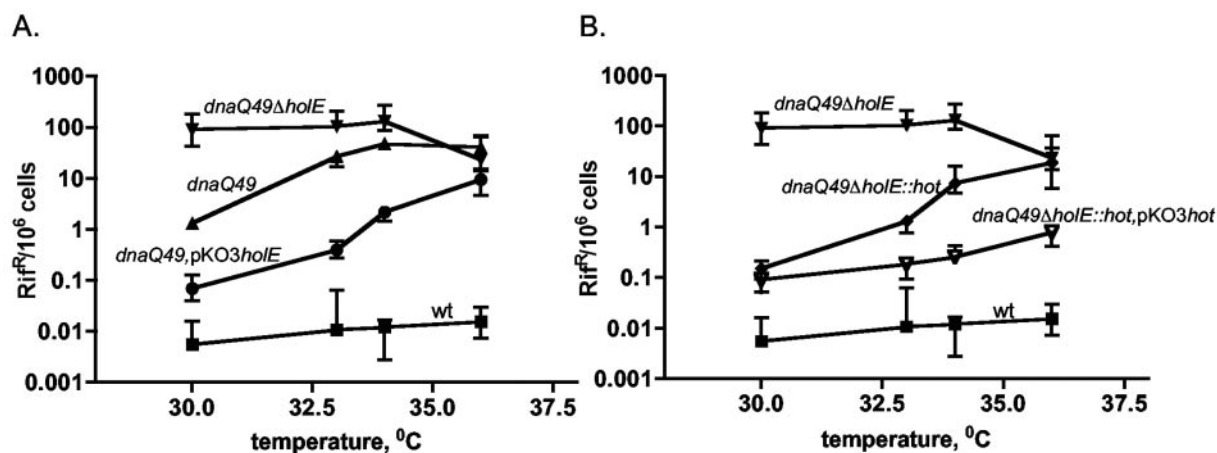 A.
1000
100
10
1
0.1
0.01
0.001
Rif^R/10^6 cells
dnaQ49ΔholE
dnaQ49
dnaQ49,pKO3holE
wt
30.0 32.5 35.0 37.5
temperature, ^0C
B.
1000
100
10
1
0.1
0.01
0.001
Rif^R/10^6 cells
dnaQ49ΔholE
dnaQ49ΔholE::hot
dnaQ49ΔholE::hot,pKO3hot
wt
30.0 32.5 35.0 37.5
temperature, ^0C